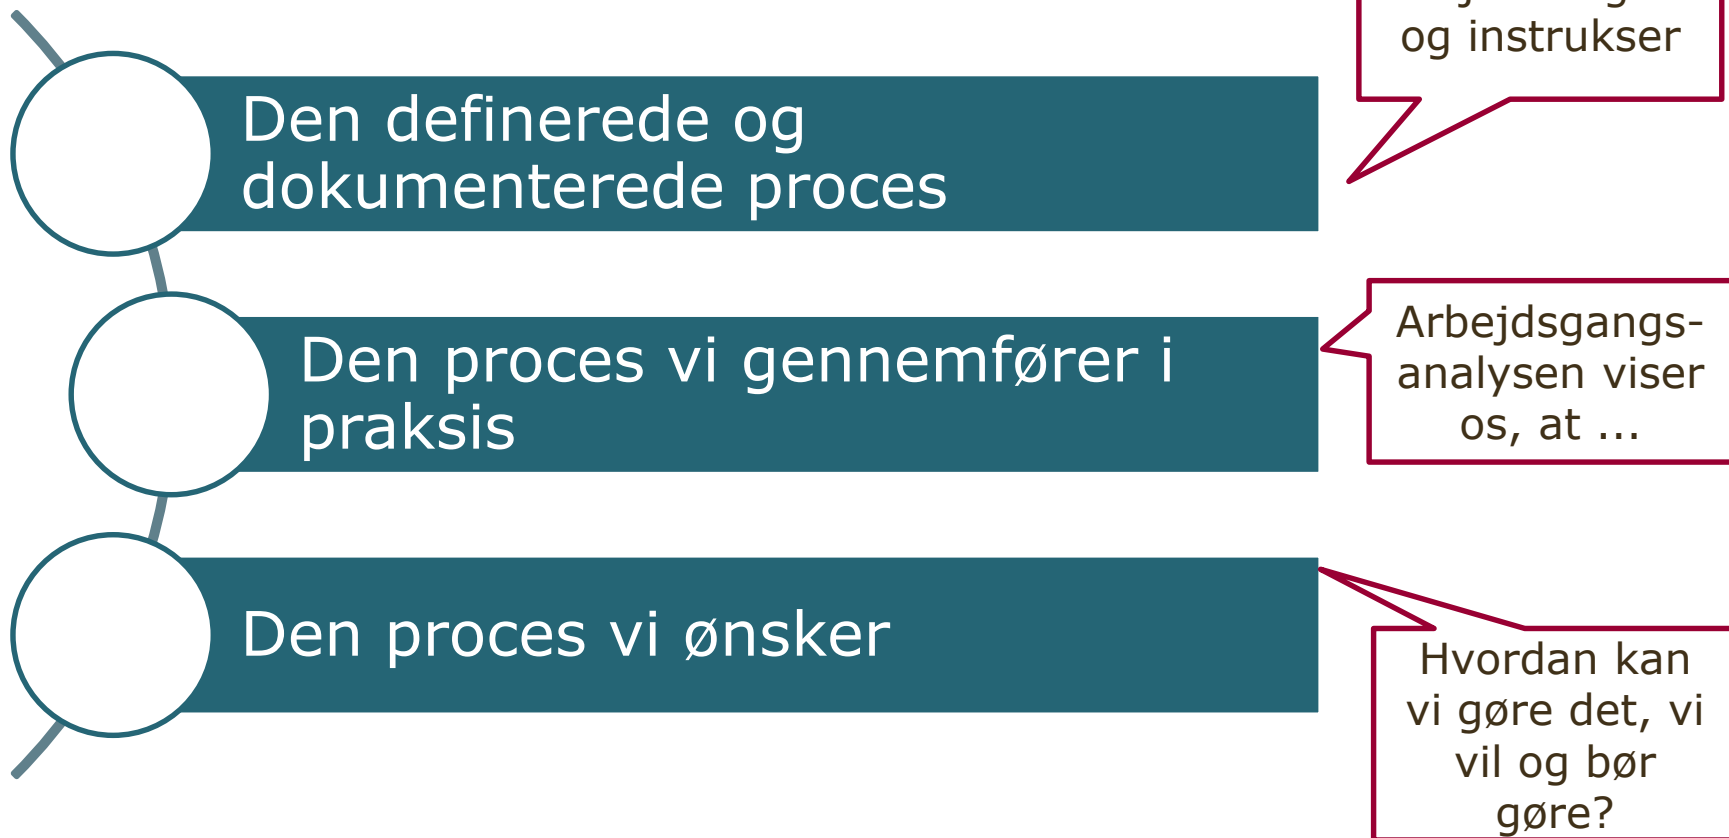 og instrukser
Den definerede og
dokumenterede proces
Den proces vi gennemfører i
praksis
Arbejdsgangs-
analysen viser
os, at ...
Den proces vi ønsker
Hvordan kan
vi gøre det, vi
vil og bør
gøre?